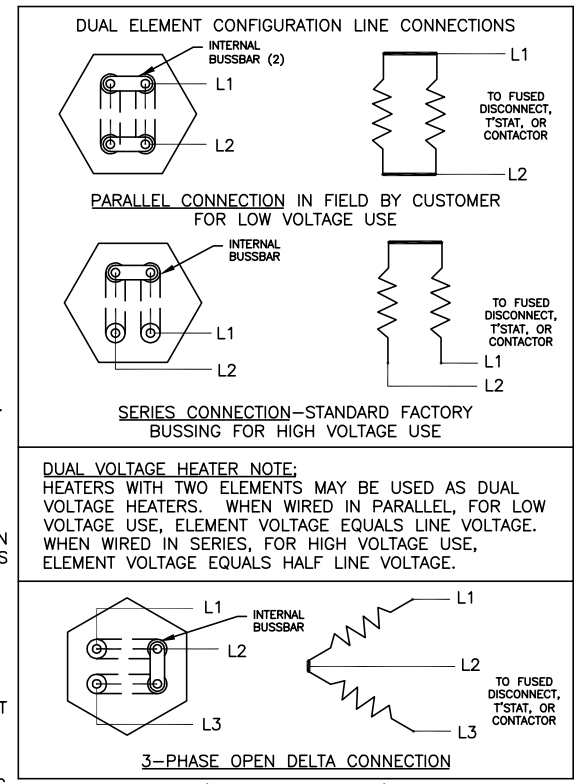 DUAL ELEMENT CONFIGURATION LINE CONNECTIONS
INTERNAL
BUSSBAR (2)
L1
L2
L1
TO FUSED
DISCONNECT,
T'STAT, OR
CONTACTOR
L2
PARALLEL CONNECTION IN FIELD BY CUSTOMER
FOR LOW VOLTAGE USE
INTERNAL
BUSSBAR
L1
L2
TO FUSED
DISCONNECT,
T'STAT, OR
CONTACTOR
L1
L2
SERIES CONNECTION-STANDARD FACTORY
BUSSING FOR HIGH VOLTAGE USE
DUAL VOLTAGE HEATER NOTE;
HEATERS WITH TWO ELEMENTS MAY BE USED AS DUAL
VOLTAGE HEATERS. WHEN WIRED IN PARALLEL, FOR LOW
VOLTAGE USE, ELEMENT VOLTAGE EQUALS LINE VOLTAGE.
WHEN WIRED IN SERIES, FOR HIGH VOLTAGE USE,
ELEMENT VOLTAGE EQUALS HALF LINE VOLTAGE.
N
S
T
L1
INTERNAL
BUSSBAR
L2
L3
L1
L2
TO FUSED
DISCONNECT,
T'STAT, OR
CONTACTOR
L3
3-PHASE OPEN DELTA CONNECTION